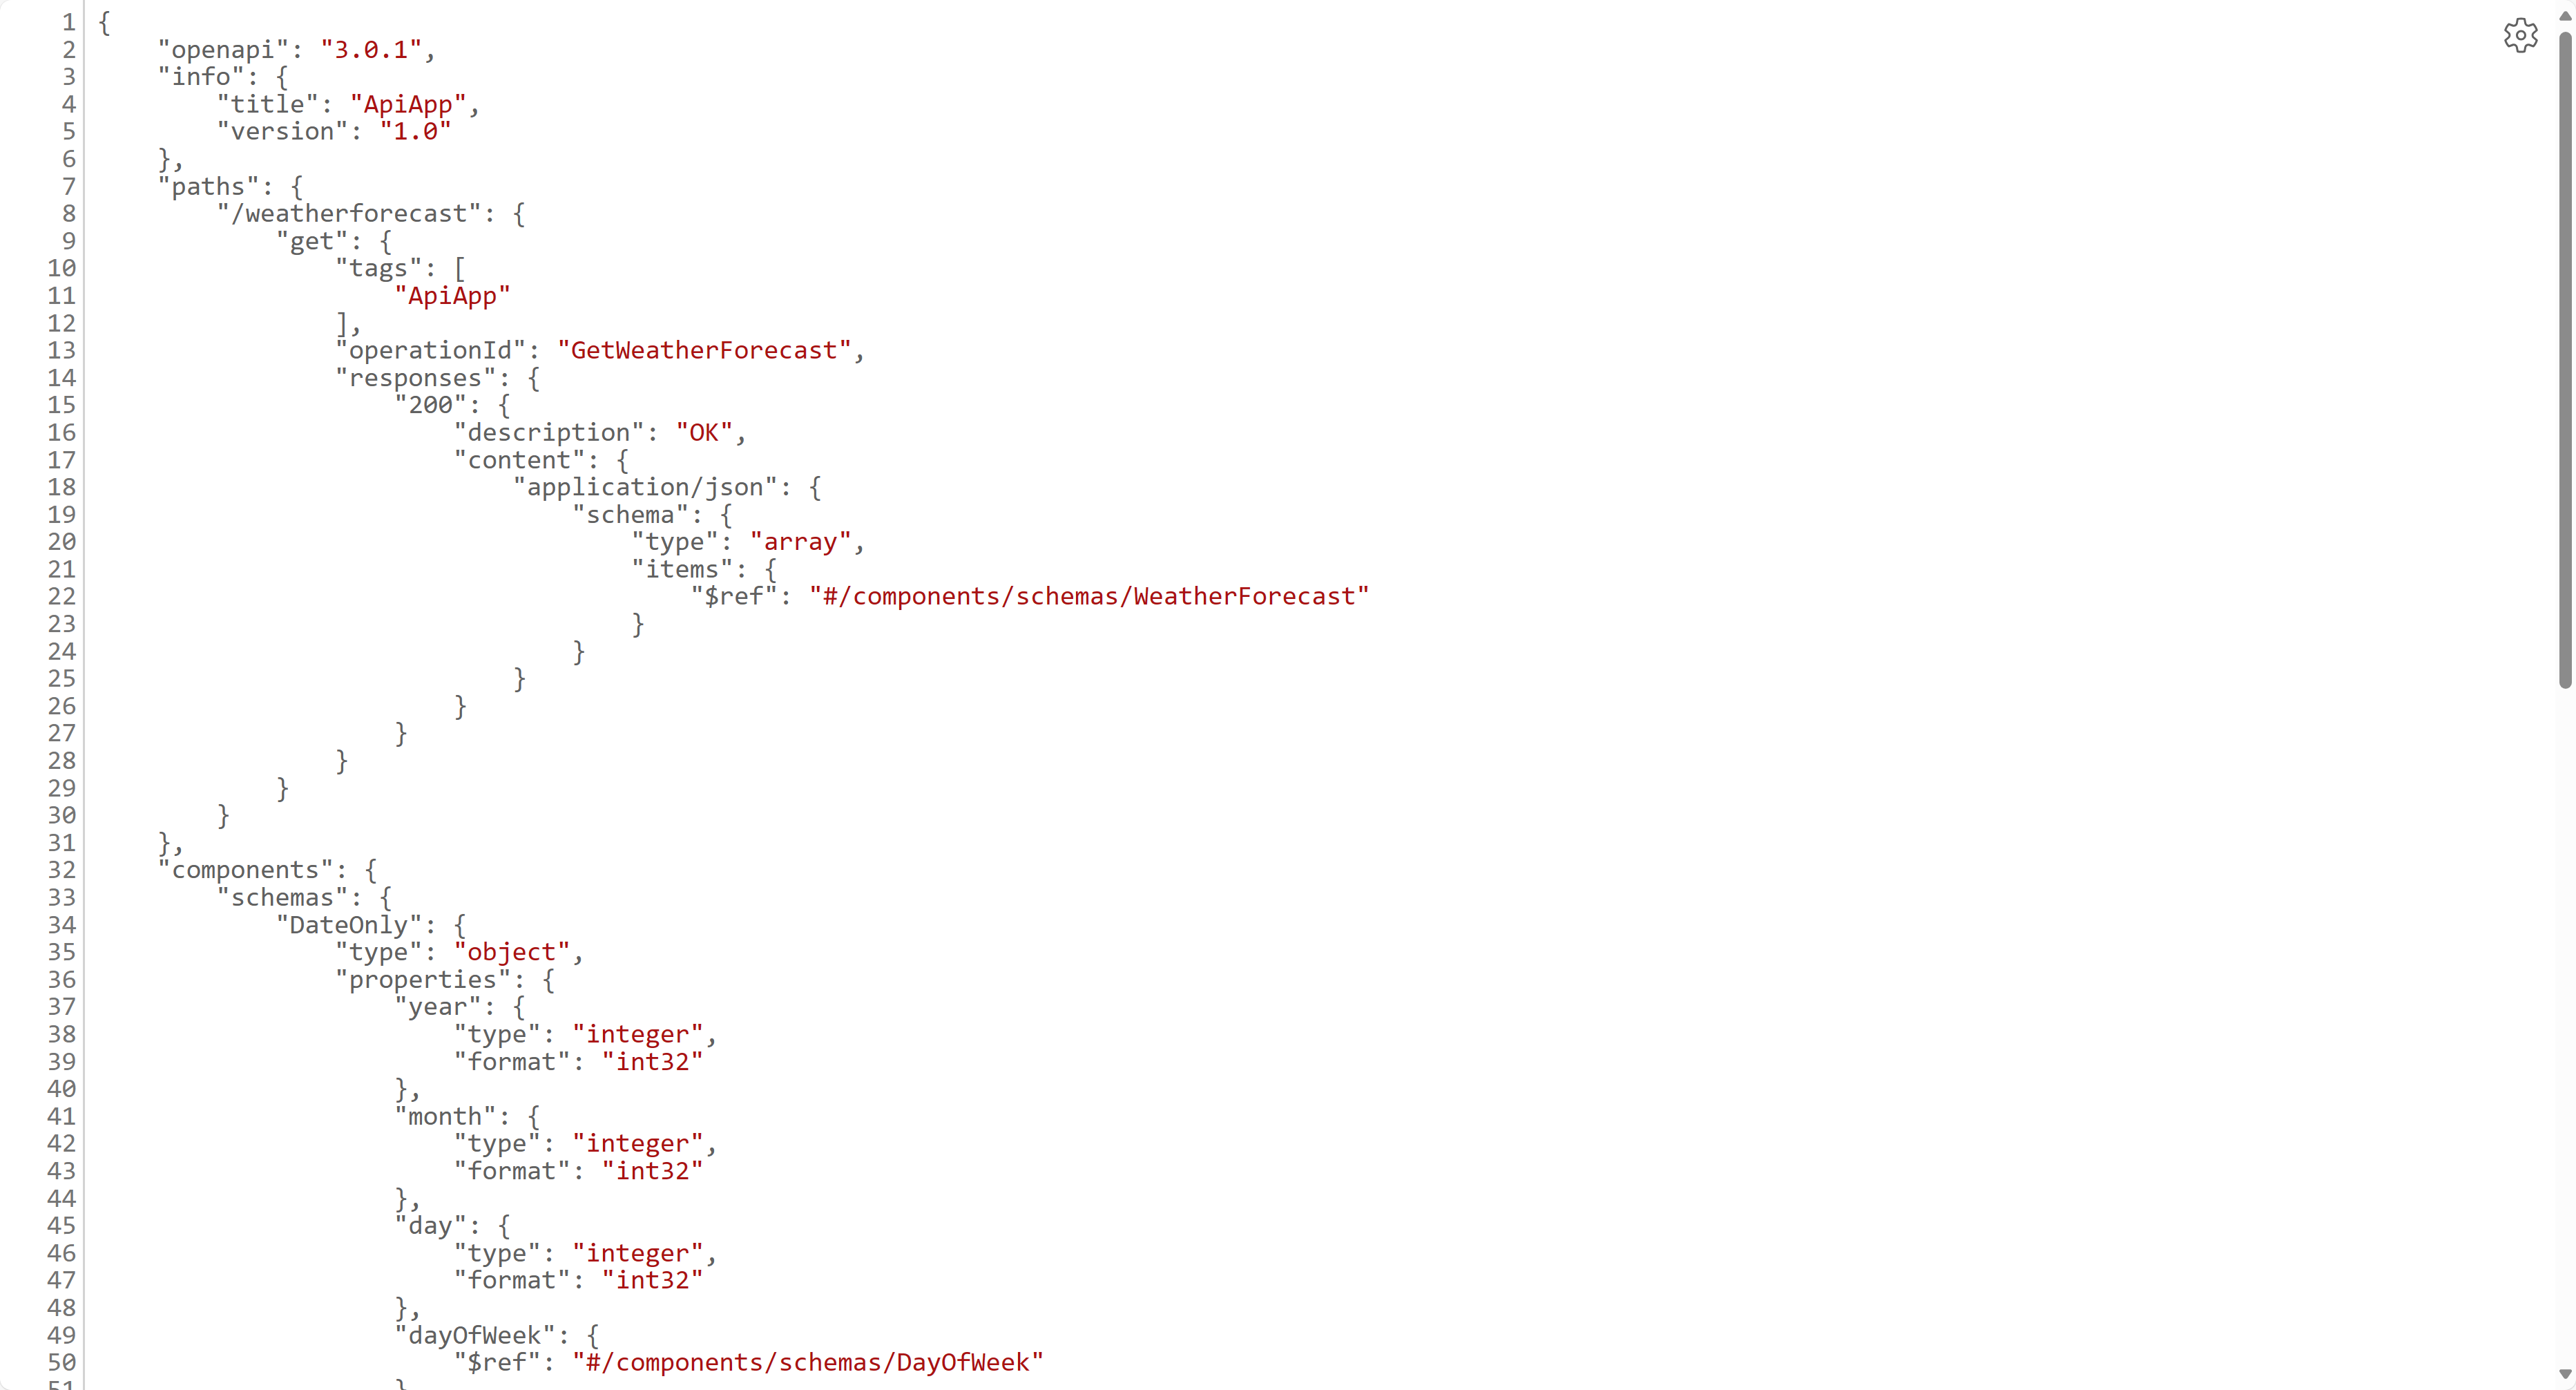 1 {
2     "openapi": "3.0.1",
3     "info": {
4         "title": "ApiApp",
5         "version": "1.0"
6     },
7     "paths": {
8         "/weatherforecast": {
9             "get": {
10                 "tags": [
11                     "ApiApp"
12                 ],
13                 "operationId": "GetWeatherForecast",
14                 "responses": {
15                     "200": {
16                         "description": "OK",
17                         "content": {
18                             "application/json": {
19                                 "schema": {
20                                     "type": "array",
21                                     "items": {
22                                         "$ref": "#/components/schemas/WeatherForecast"
23                                     }
24                                 }
25                             }
26                         }
27                     }
28                 }
29             }
30         }
31     },
32     "components": {
33         "schemas": {
34             "DateOnly": {
35                 "type": "object",
36                 "properties": {
37                     "year": {
38                         "type": "integer",
39                         "format": "int32"
40                     },
41                     "month": {
42                         "type": "integer",
43                         "format": "int32"
44                     },
45                     "day": {
46                         "type": "integer",
47                         "format": "int32"
48                     },
49                     "dayOfWeek": {
50                         "$ref": "#/components/schemas/DayOfWeek"
51                     }